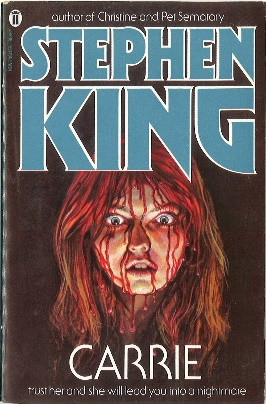 author of Christine and Pet Sematary
STEPHEN
KING
CARRIE
trust her and she will lead you into a nightmare